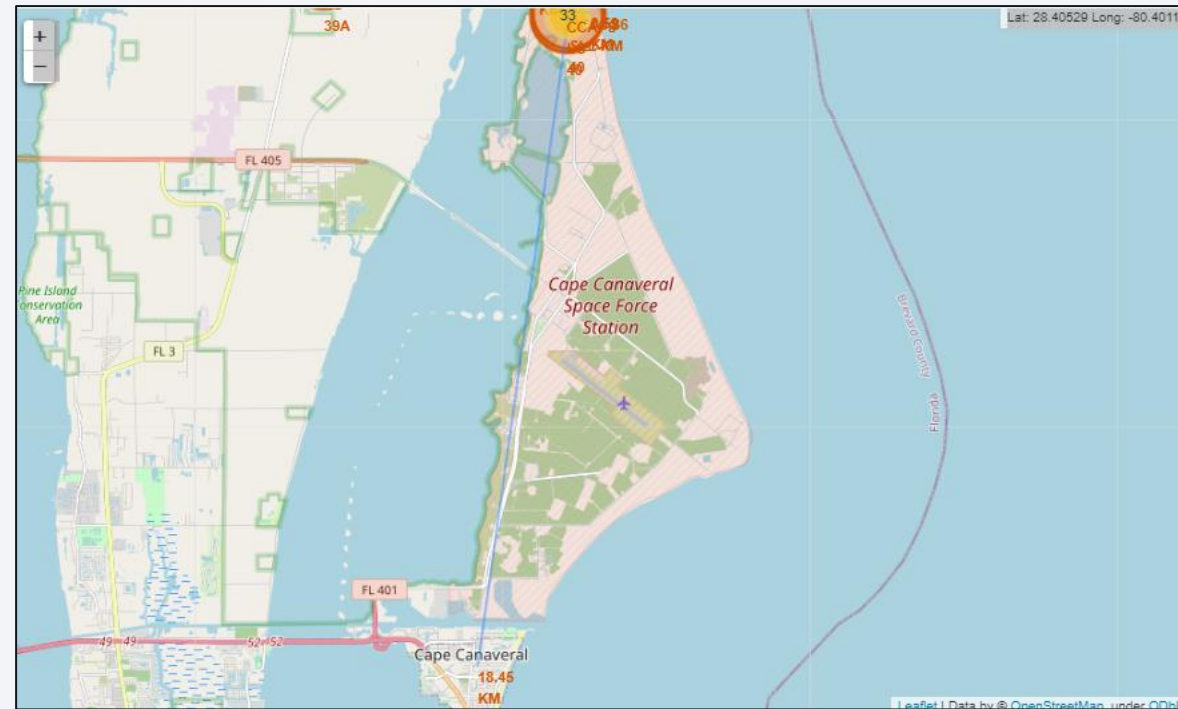 33
39A
KM
40
+
−
Lat: 28.40529 Long: -80.4011
FL 405
Cape Canaveral
Space Force
Station
Pine Island
Conservation
Area
FL 3
Brevard County
Florida
FL 401
49 49
52 52
Cape Canaveral
18.45
KM
Leaflet | Data by © OpenStreetMap, under ODbL